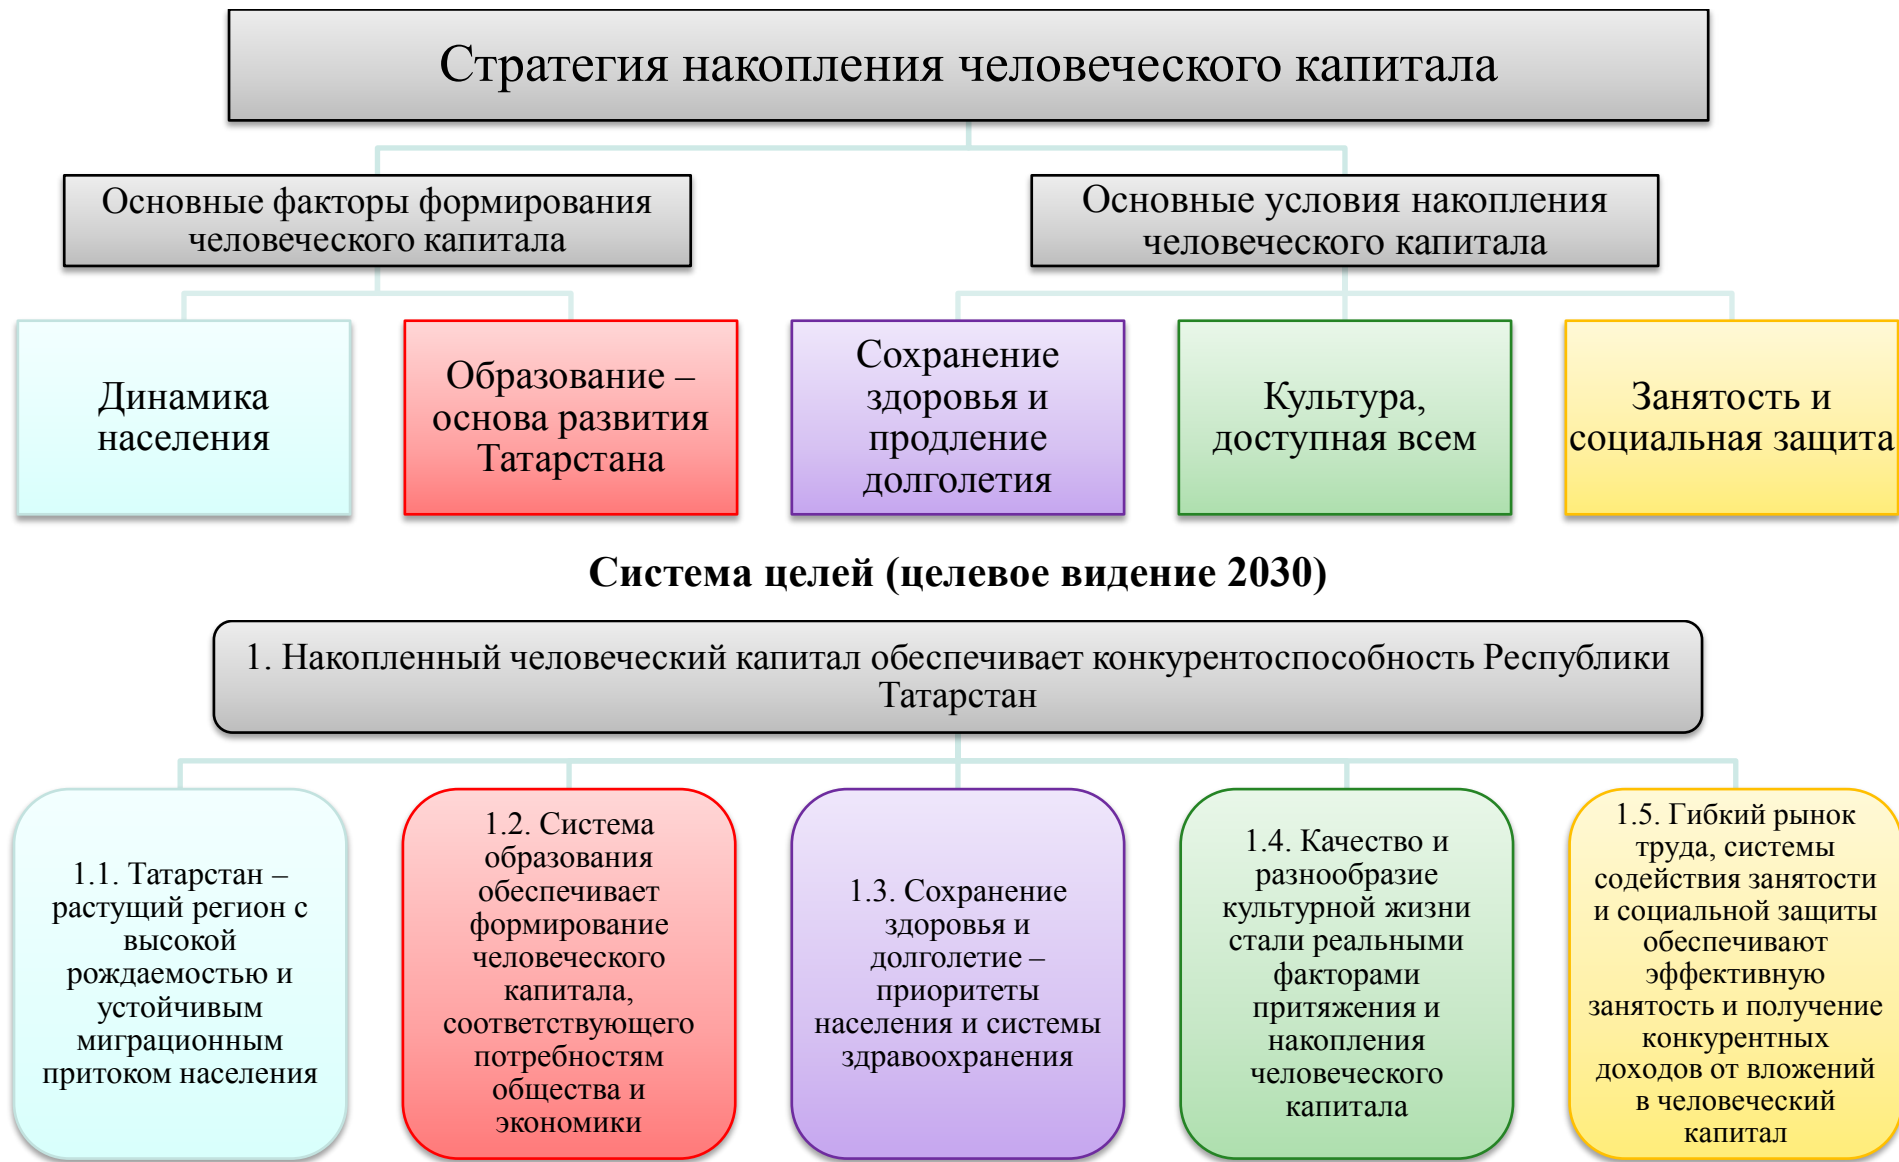 Стратегия накопления человеческого капитала
Основные факторы формирования
человеческого капитала
Основные условия накопления
человеческого капитала
Динамика
населения
Образование –
основа развития
Татарстана
Сохранение
здоровья и
продление
долголетия
Культура,
доступная всем
Занятость и
социальная защита
Система целей (целевое видение 2030)
1. Накопленный человеческий капитал обеспечивает конкурентоспособность Республики
Татарстан
1.1. Татарстан –
растущий регион с
высокой
рождаемостью и
устойчивым
миграционным
притоком населения
1.2. Система
образования
обеспечивает
формирование
человеческого
капитала,
соответствующего
потребностям
общества и
экономики
1.3. Сохранение
здоровья и
долголетие –
приоритеты
населения и системы
здравоохранения
1.4. Качество и
разнообразие
культурной жизни
стали реальными
факторами
притяжения и
накопления
человеческого
капитала
1.5. Гибкий рынок
труда, системы
содействия занятости
и социальной защиты
обеспечивают
эффективную
занятость и получение
конкурентных
доходов от вложений
в человеческий
капитал